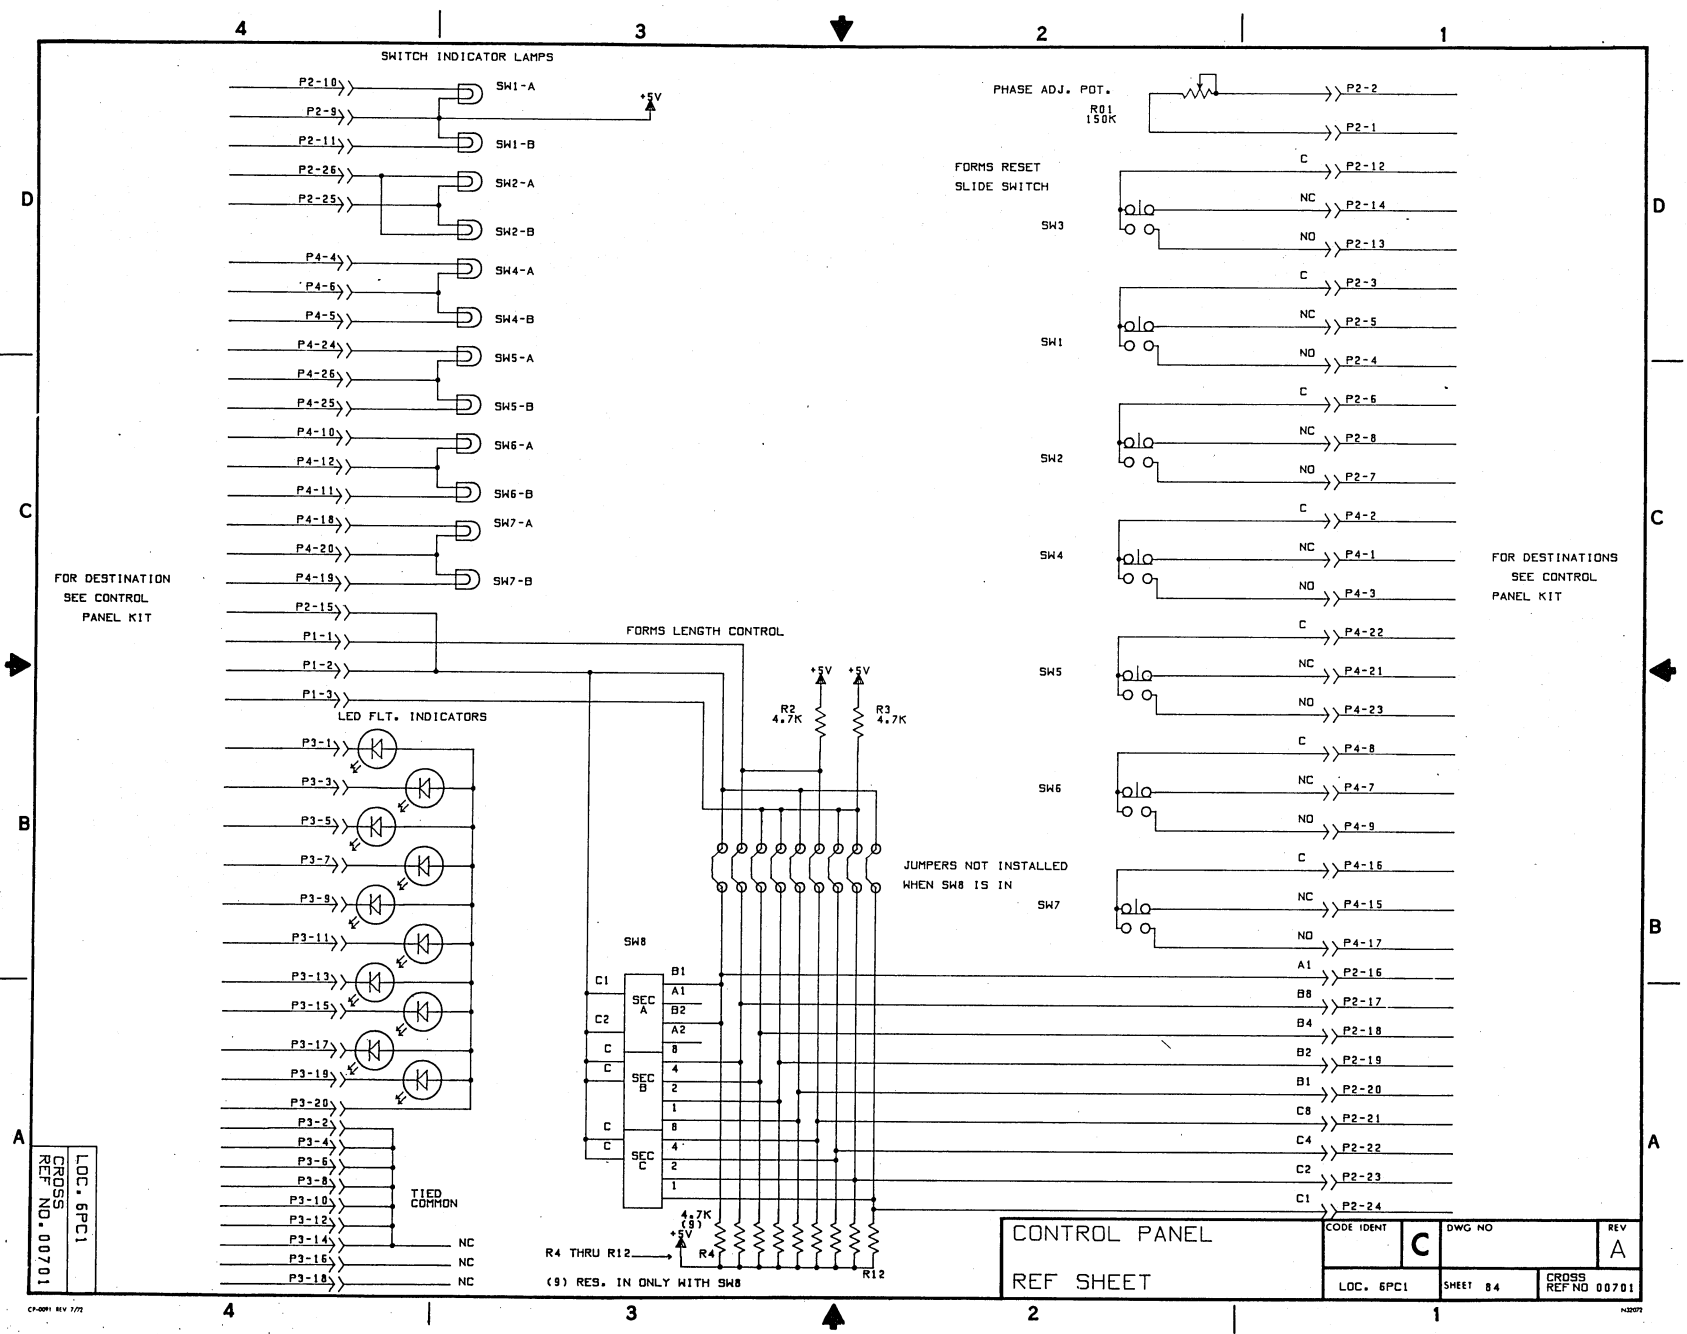 4 3 2 1
SWITCH INDICATOR LAMPS
P2-10 SW1-A
P2-9 +5V
P2-11 SW1-B
P2-26 SW2-A
P2-25
SW2-B
P4-4 SW4-A
P4-6
P4-5 SW4-B
P4-24 SW5-A
P4-26
P4-25 SW5-B
P4-10 SW6-A
P4-12
P4-11 SW6-B
P4-18 SW7-A
P4-20
P4-19 SW7-B
P2-15
P1-1
P1-2
P1-3
D
C
B
A
FOR DESTINATION
SEE CONTROL
PANEL KIT
LED FLT. INDICATORS
P3-1
P3-3
P3-5
P3-7
P3-9
P3-11
P3-13
P3-15
P3-17
P3-19
P3-20
P3-2
P3-4
P3-6
P3-8
P3-10
P3-12
P3-14 NC
P3-16 NC
P3-18 NC
TIED
COMMON
LOC. 6PC1
CROSS
REF NO. 00701
FORMS LENGTH CONTROL
+5V +5V
R2
4.7K
R3
4.7K
JUMPERS NOT INSTALLED
WHEN SW8 IS IN
SW8
C1
C2
C
C
C
C
SEC
A
SEC
B
SEC
C
B1
A1
B2
A2
8
4
2
1
8
4
2
1
4.7K
(9)
+5V
R4 THRU R12
R4
R12
(9) RES. IN ONLY WITH SW8
PHASE ADJ. POT.
R01
150K
P2-2
P2-1
FORMS RESET
SLIDE SWITCH
SW3
C P2-12
NC P2-14
NO P2-13
SW1
C P2-3
NC P2-5
NO P2-4
SW2
C P2-6
NC P2-8
NO P2-7
SW4
C P4-2
NC P4-1
NO P4-3
SW5
C P4-22
NC P4-21
NO P4-23
SW6
C P4-8
NC P4-7
NO P4-9
SW7
C P4-16
NC P4-15
NO P4-17
A1 P2-16
B8 P2-17
B4 P2-18
B2 P2-19
B1 P2-20
C8 P2-21
C4 P2-22
C2 P2-23
C1 P2-24
FOR DESTINATIONS
SEE CONTROL
PANEL KIT
D
C
B
A
CONTROL PANEL
REF SHEET
CODE IDENT
C
DWG NO
REV
A
LOC. 6PC1
SHEET 84
CROSS
REF NO 00701
CP-0091 REV 7/72
4 3 2 1
N32072